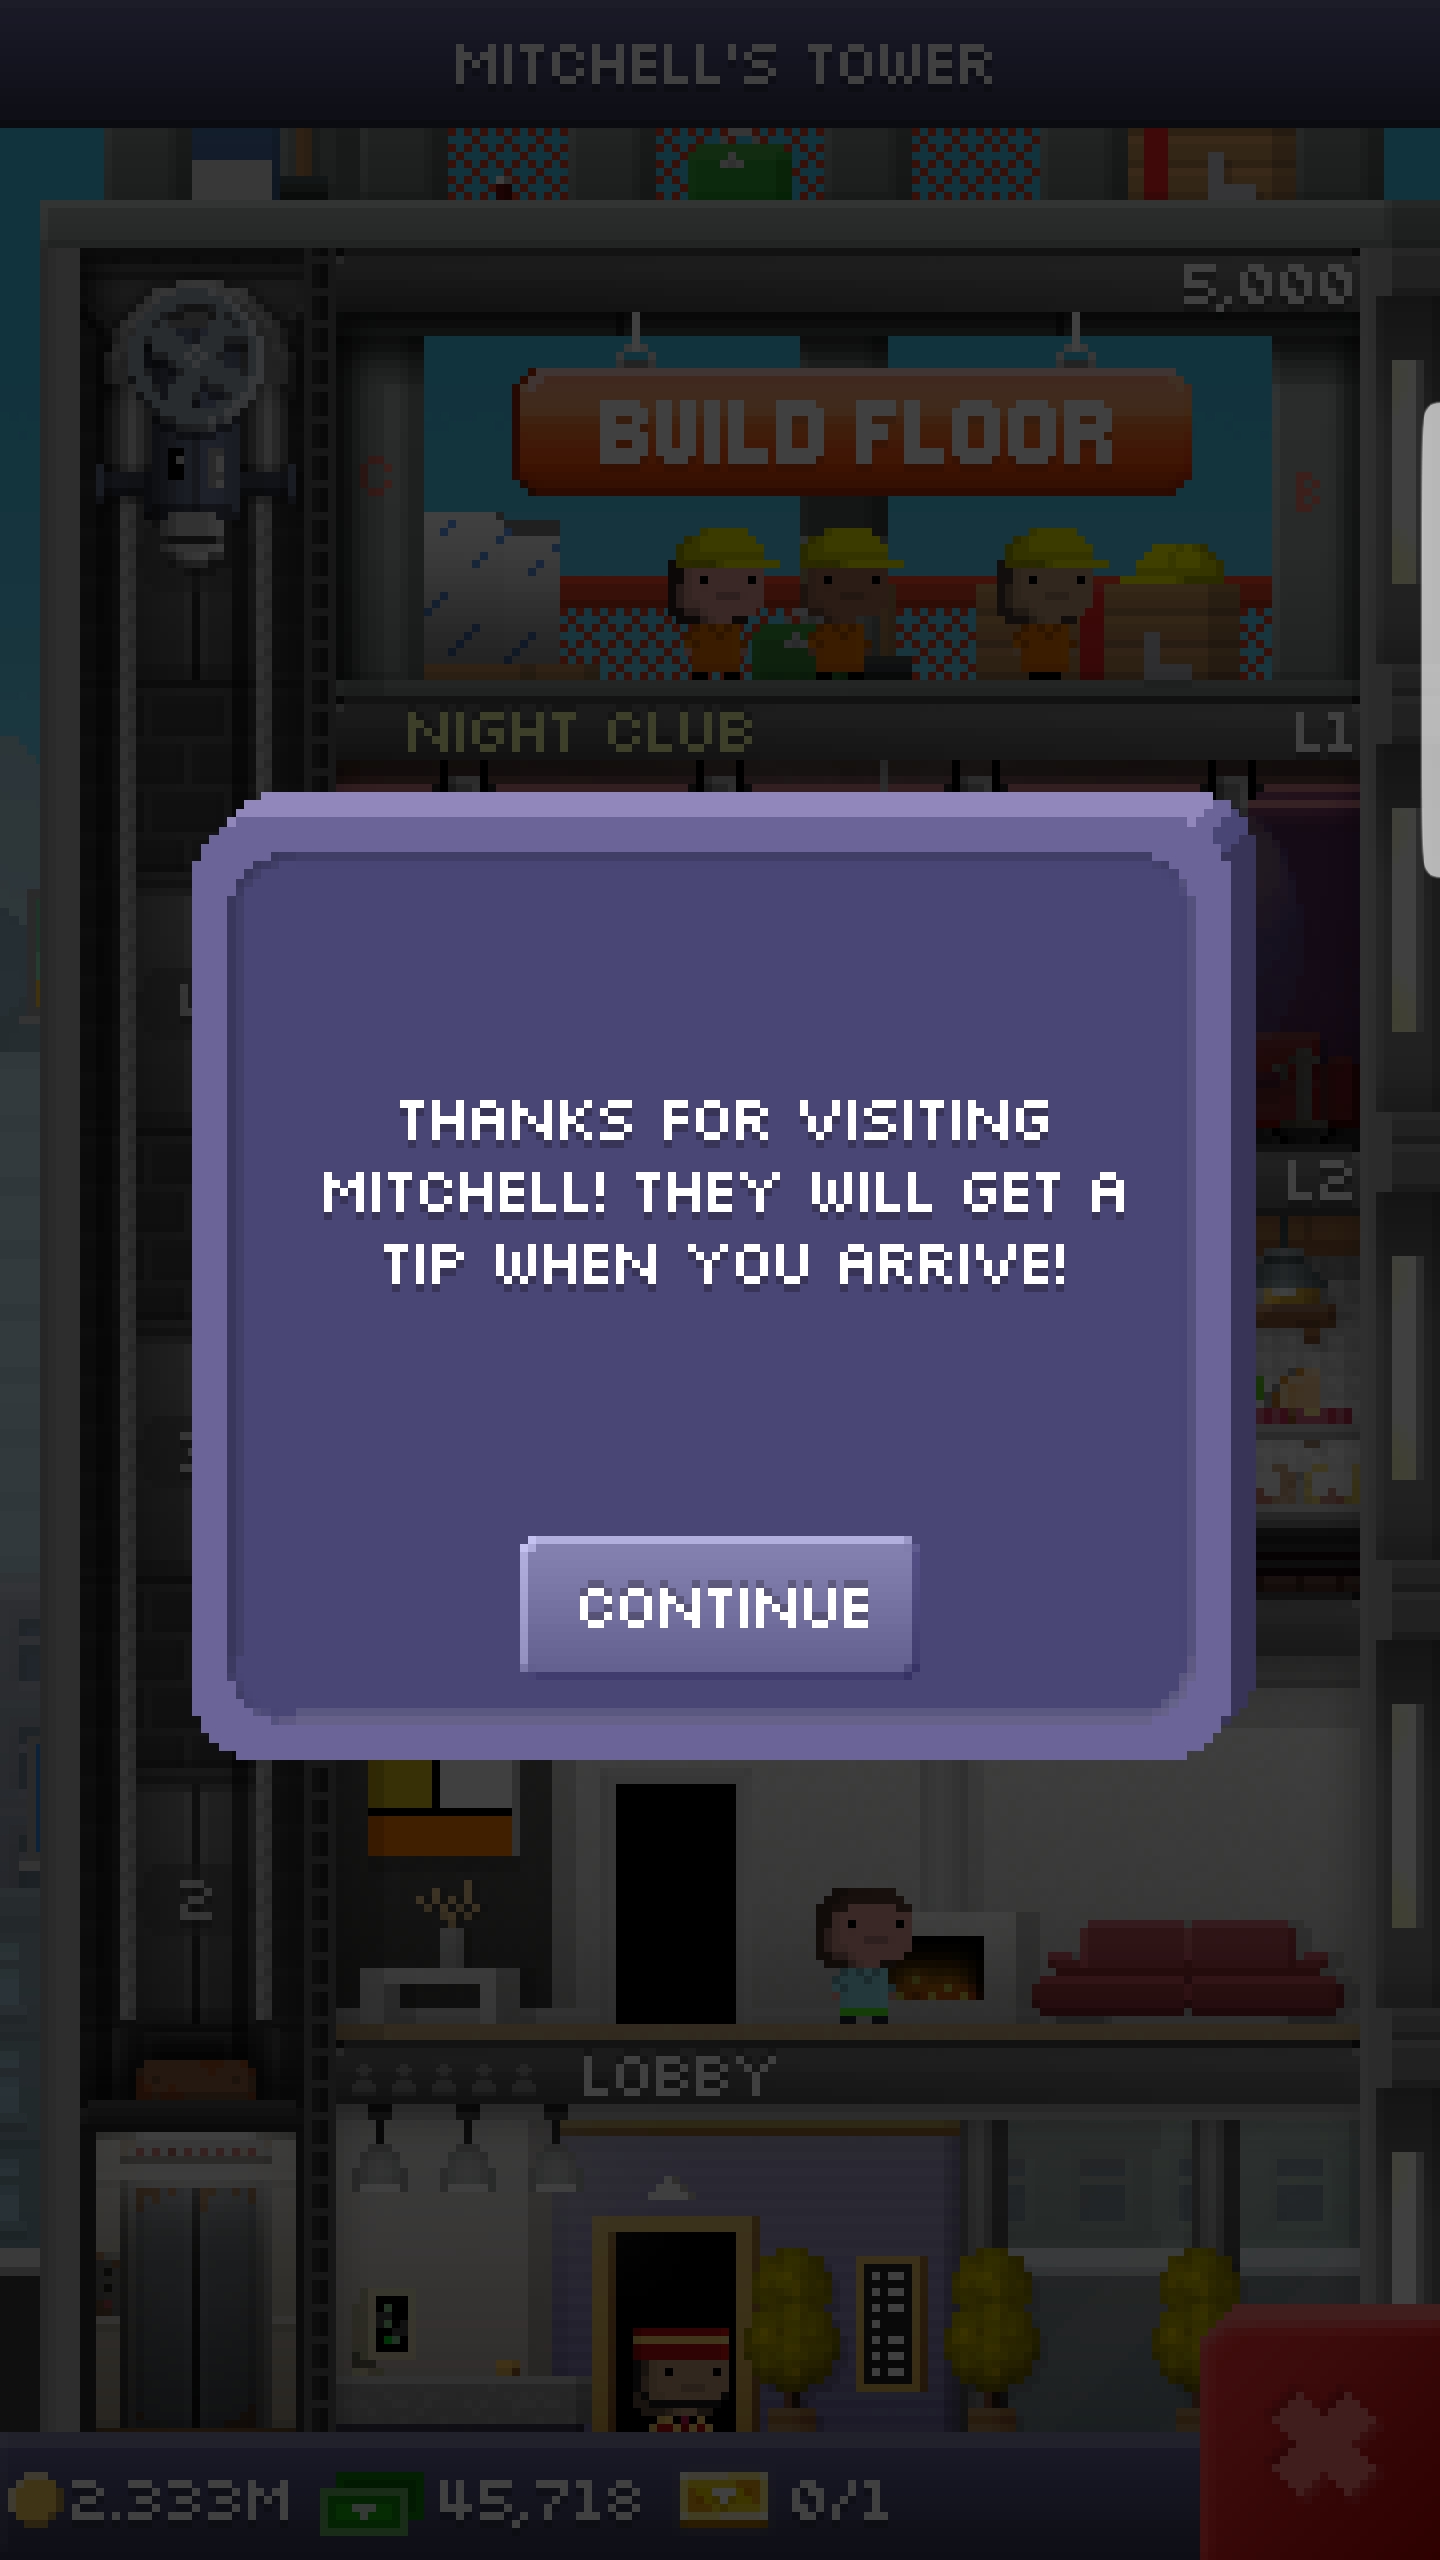 MITCHELL'S TOWER
5,000
BUILD FLOOR
C
B
NIGHT CLUB L1
L2
THANKS FOR VISITING
MITCHELL! THEY WILL GET A
TIP WHEN YOU ARRIVE!
CONTINUE
2
LOBBY
2.333M 45,718 0/1